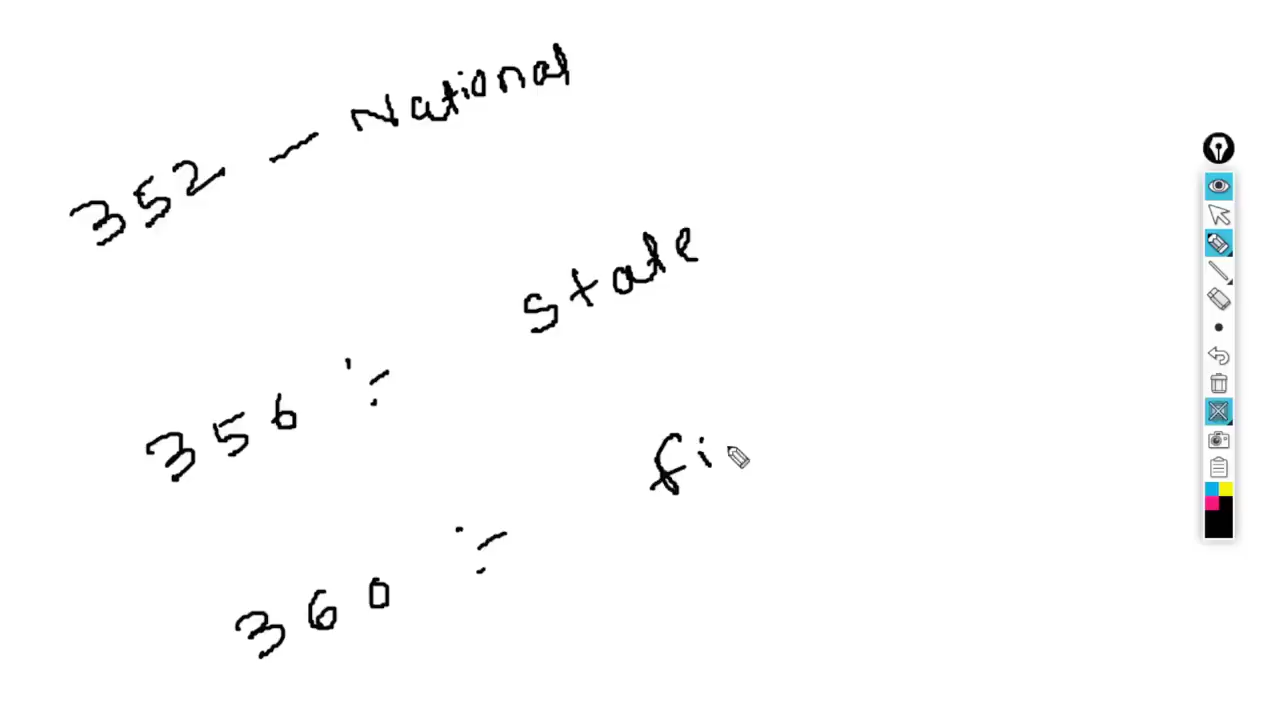 352 – National
356 :- state
360 :- fi